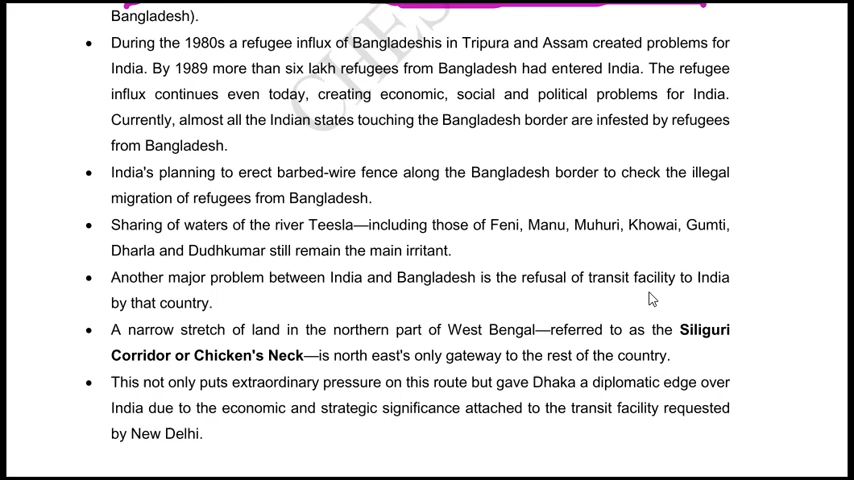 Bangladesh).
• During the 1980s a refugee influx of Bangladeshis in Tripura and Assam created problems for
India. By 1989 more than six lakh refugees from Bangladesh had entered India. The refugee
influx continues even today, creating economic, social and political problems for India.
Currently, almost all the Indian states touching the Bangladesh border are infested by refugees
from Bangladesh.
• India's planning to erect barbed-wire fence along the Bangladesh border to check the illegal
migration of refugees from Bangladesh.
• Sharing of waters of the river Teesla—including those of Feni, Manu, Muhuri, Khowai, Gumti,
Dharla and Dudhkumar still remain the main irritant.
• Another major problem between India and Bangladesh is the refusal of transit facility to India
by that country.
• A narrow stretch of land in the northern part of West Bengal—referred to as the Siliguri
Corridor or Chicken's Neck—is north east's only gateway to the rest of the country.
• This not only puts extraordinary pressure on this route but gave Dhaka a diplomatic edge over
India due to the economic and strategic significance attached to the transit facility requested
by New Delhi.